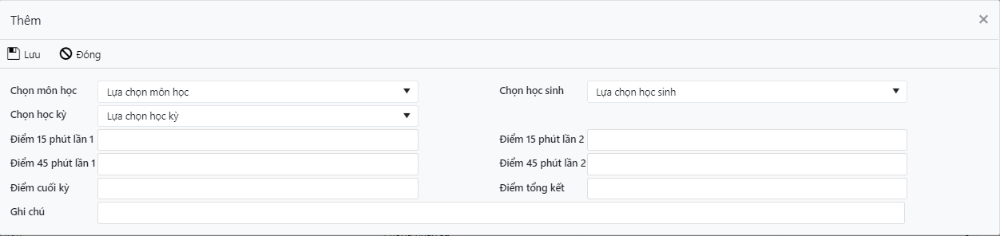 Thêm
Lưu Đóng
Chọn môn học Lựa chọn môn học Chọn học sinh Lựa chọn học sinh
Chọn học kỳ Lựa chọn học kỳ
Điểm 15 phút lần 1 Điểm 15 phút lần 2
Điểm 45 phút lần 1 Điểm 45 phút lần 2
Điểm cuối kỳ Điểm tổng kết
Ghi chú